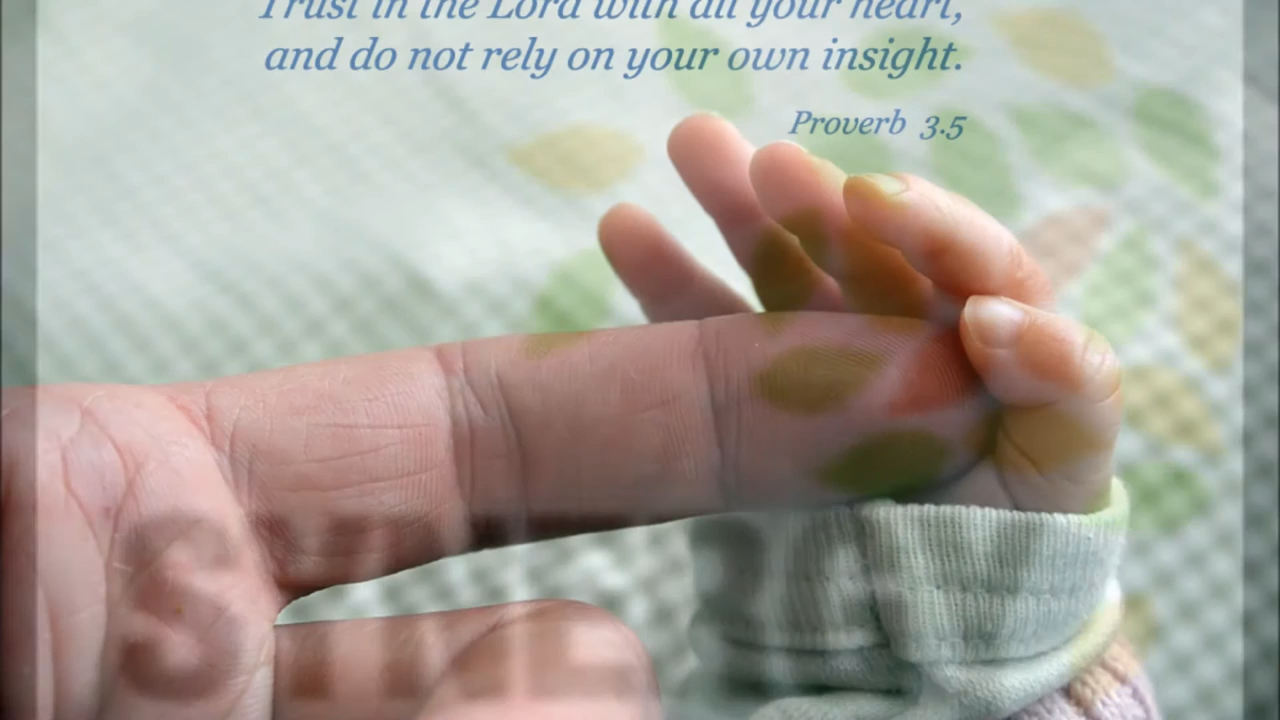 Trust in the Lord with all your heart,
and do not rely on your own insight.
Proverb 3.5